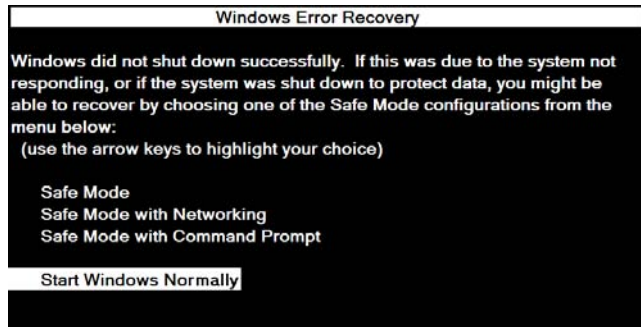 Windows Error Recovery
Windows did not shut down successfully. If this was due to the system not
responding, or if the system was shut down to protect data, you might be
able to recover by choosing one of the Safe Mode configurations from the
menu below:
(use the arrow keys to highlight your choice)
Safe Mode
Safe Mode with Networking
Safe Mode with Command Prompt
Start Windows Normally